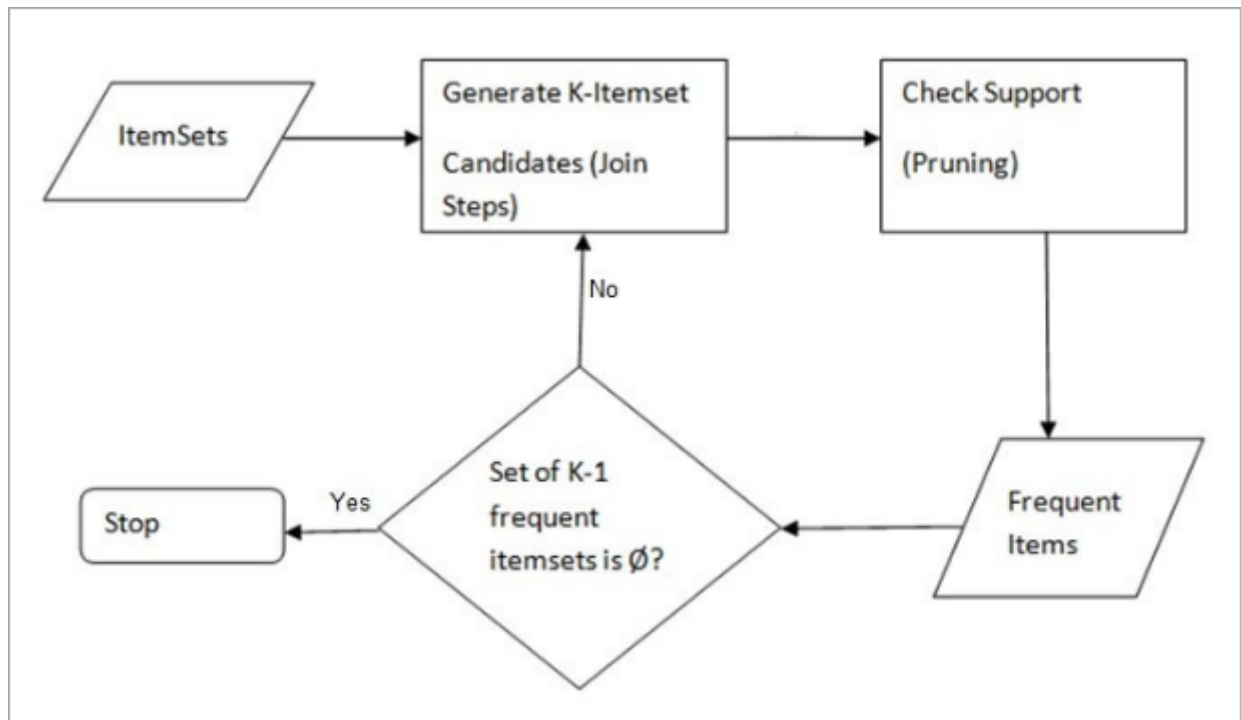 ItemSets
Generate K-Itemset
Candidates (Join
Steps)
Check Support
(Pruning)
No
Set of K-1
frequent
itemsets is Ø?
Yes
Stop
Frequent
Items